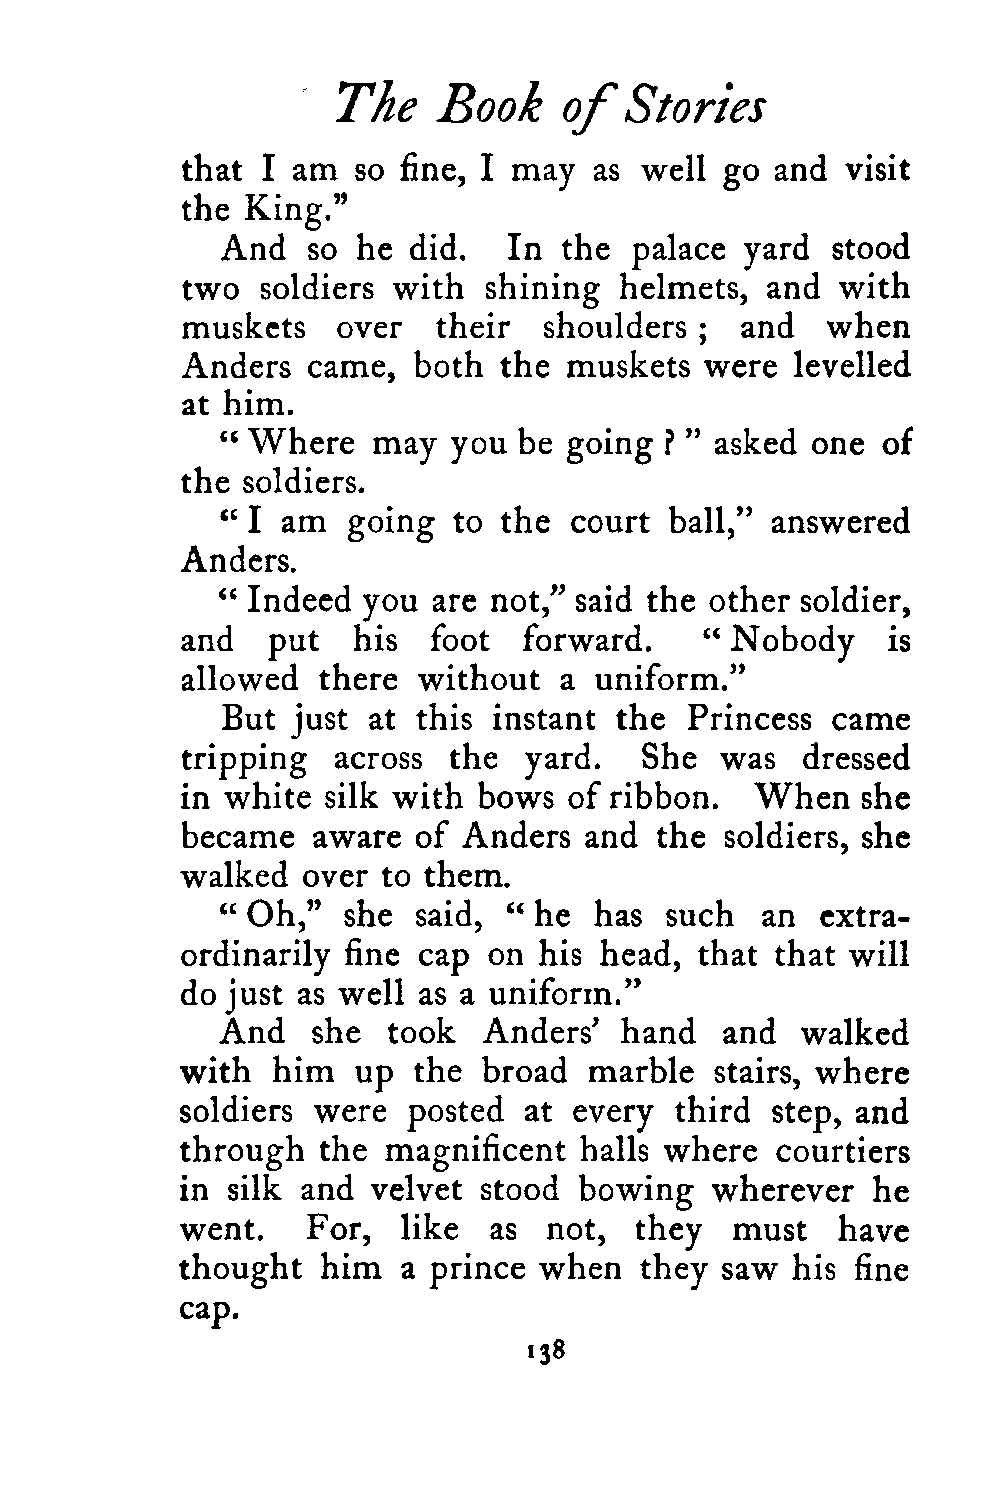 The Book of Stories
that I am so fine, I may as well go and visit
the King.”
And so he did. In the palace yard stood
two soldiers with shining helmets, and with
muskets over their shoulders ; and when
Anders came, both the muskets were levelled
at him.
“ Where may you be going ? ” asked one of
the soldiers.
“ I am going to the court ball,” answered
Anders.
“ Indeed you are not,” said the other soldier,
and put his foot forward. “ Nobody is
allowed there without a uniform.”
But just at this instant the Princess came
tripping across the yard. She was dressed
in white silk with bows of ribbon. When she
became aware of Anders and the soldiers, she
walked over to them.
“ Oh,” she said, “ he has such an extra-
ordinarily fine cap on his head, that that will
do just as well as a uniform.”
And she took Anders’ hand and walked
with him up the broad marble stairs, where
soldiers were posted at every third step, and
through the magnificent halls where courtiers
in silk and velvet stood bowing wherever he
went. For, like as not, they must have
thought him a prince when they saw his fine
cap.
138